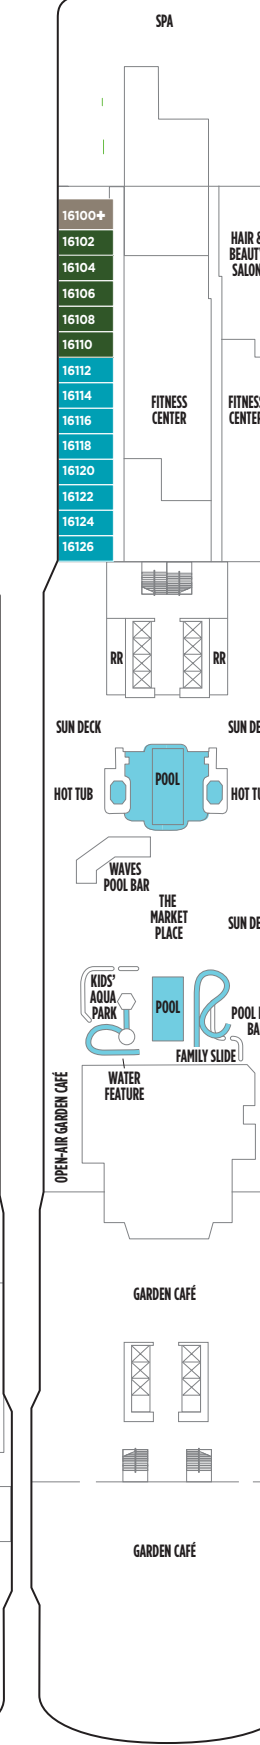 SPA
16100+
16102
16104
16106
16108
16110
16112
16114
16116
16118
16120
16122
16124
16126
HAIR &
BEAUTY
SALON
FITNESS
CENTER
FITNESS
CENTER
RR
RR
SUN DECK
SUN DE
POOL
HOT TUB
HOT TU
WAVES
POOL BAR
THE
MARKET
PLACE
SUN DE
KIDS'
AQUA
PARK
POOL
POOL
BA
FAMILY SLIDE
WATER
FEATURE
OPEN-AIR GARDEN CAFÉ
GARDEN CAFÉ
GARDEN CAFÉ